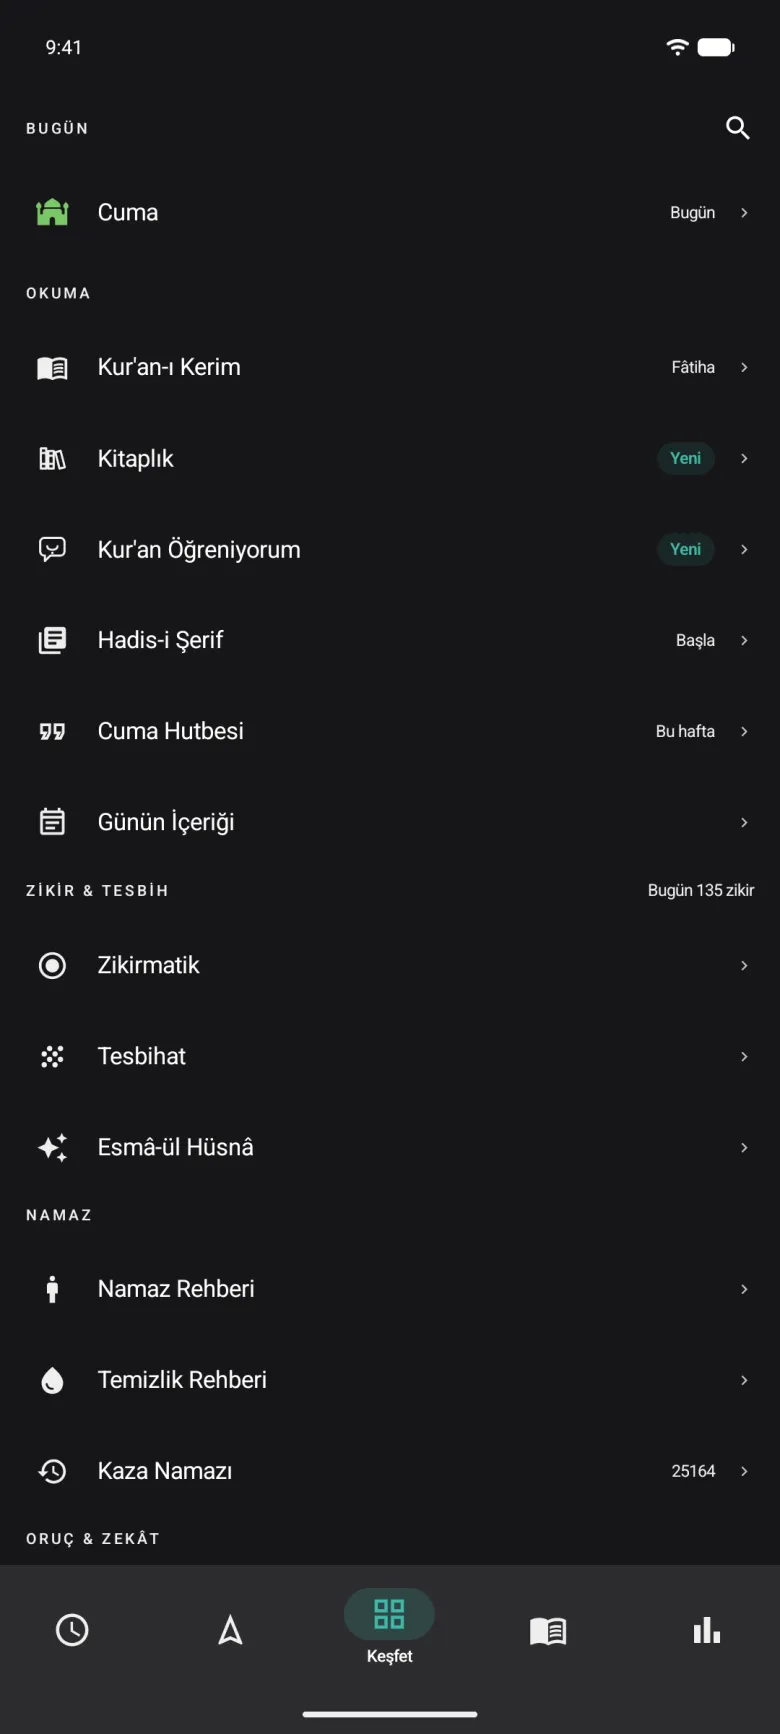 9:41
BUGÜN
Cuma
Bugün
OKUMA
Kur'an-ı Kerim
Fâtiha
Kitaplık
Yeni
Kur'an Öğreniyorum
Yeni
Hadis-i Şerif
Başla
Cuma Hutbesi
Bu hafta
Günün İçeriği
ZİKİR & TESBİH
Bugün 135 zikir
Zikirmatik
Tesbihat
Esmâ-ül Hüsnâ
NAMAZ
Namaz Rehberi
Temizlik Rehberi
Kaza Namazı
25164
ORUÇ & ZEKÂT
Keşfet